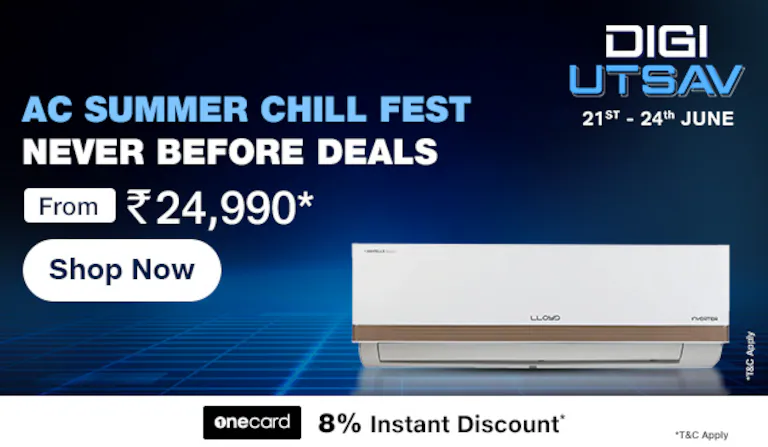 DIGI
UTSAV
21ST - 24th JUNE
AC SUMMER CHILL FEST
NEVER BEFORE DEALS
From ₹24,990*
Shop Now
LLOYD
INVERTER
*T&C Apply
onecard 8% Instant Discount*
*T&C Apply